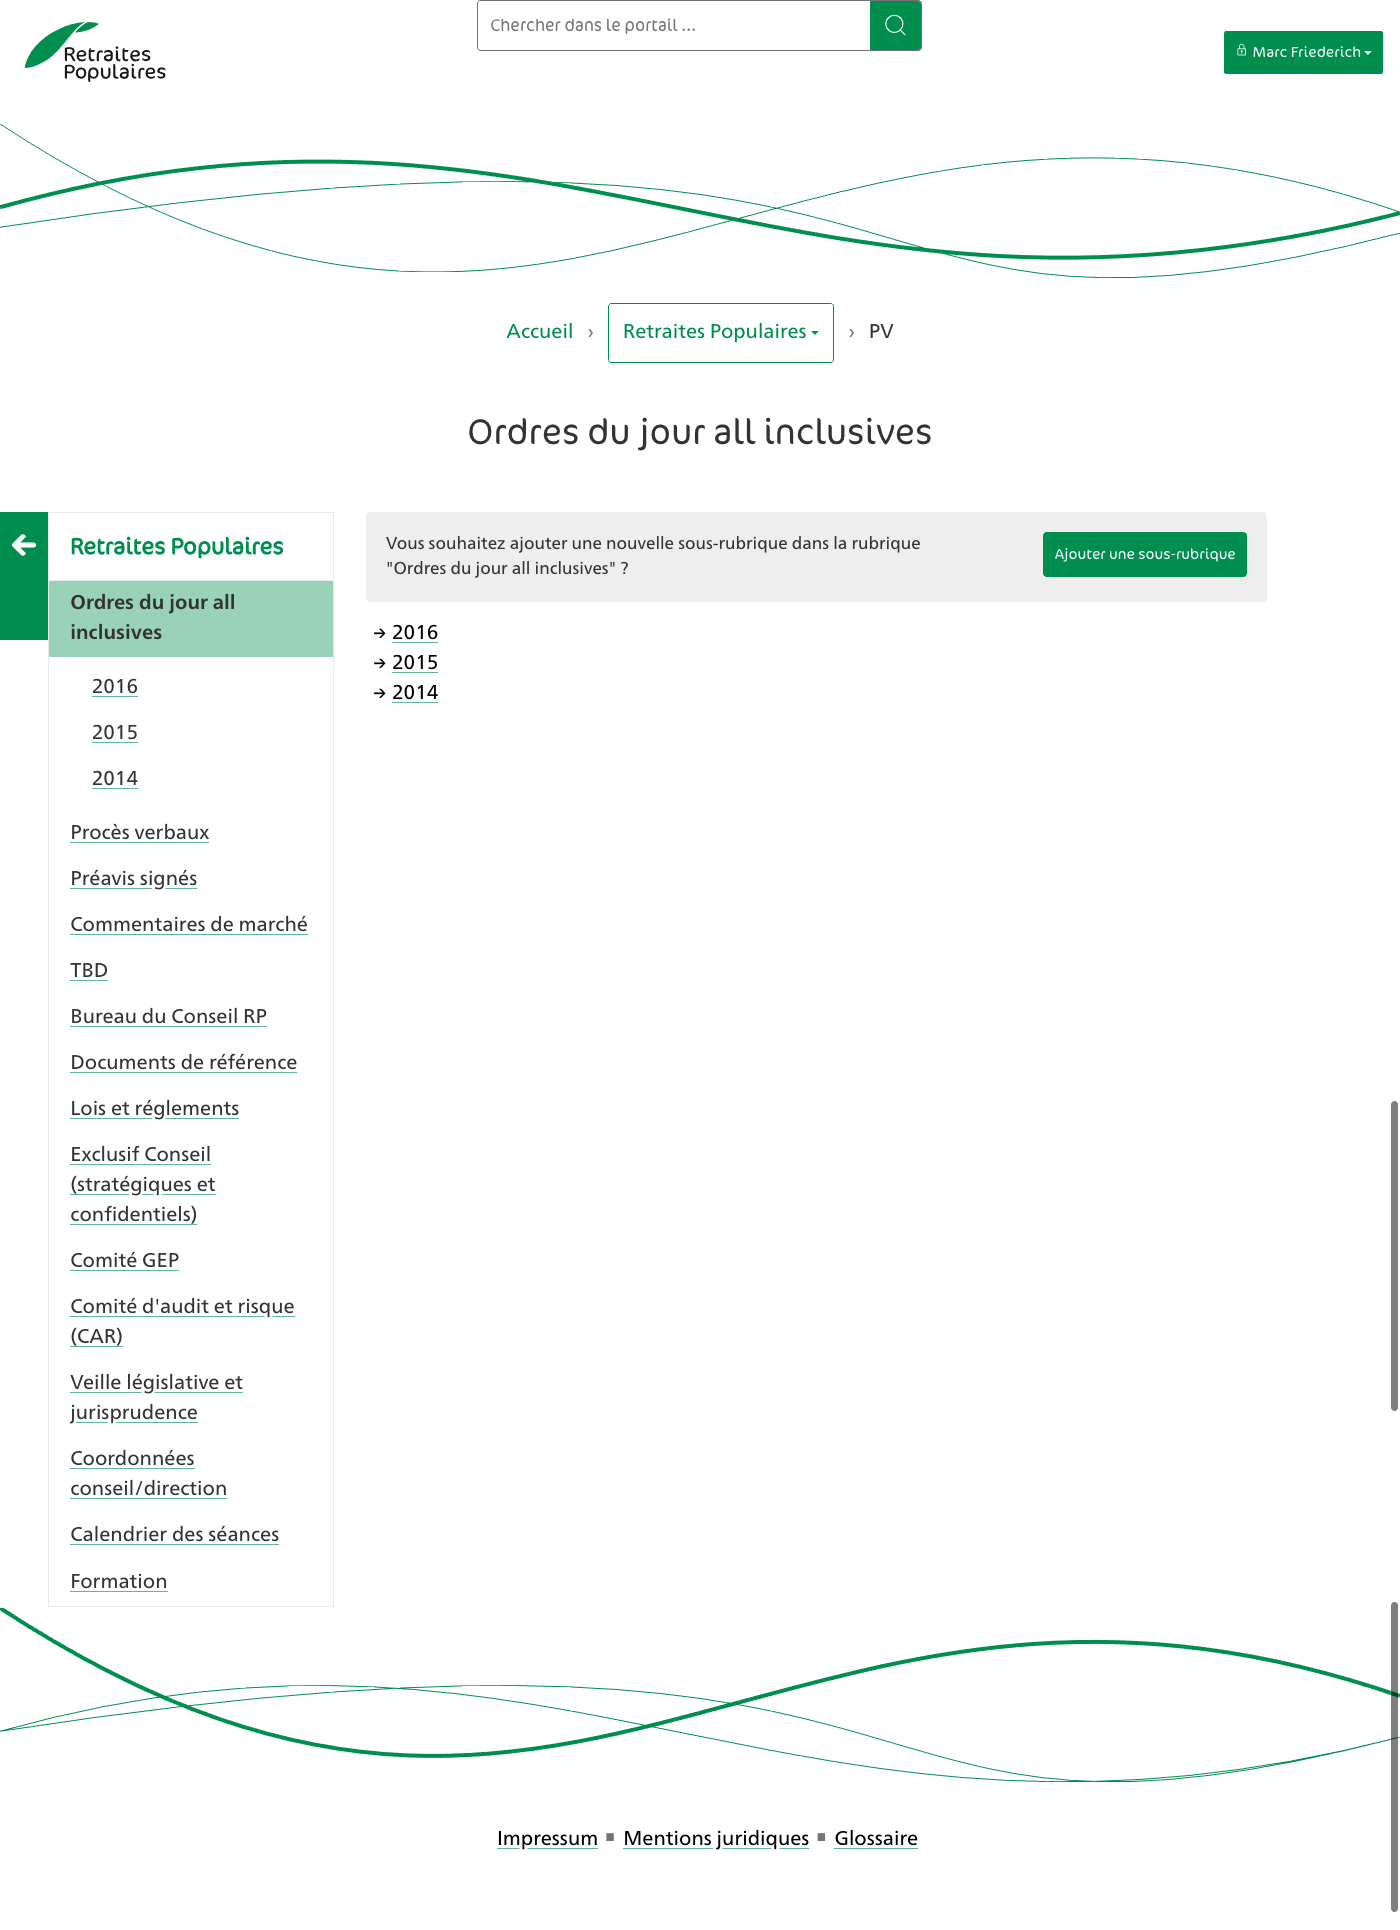 Retraites
Populaires
Chercher dans le portail ...
Marc Friederich
Accueil › Retraites Populaires › PV
Ordres du jour all inclusives
Retraites Populaires
Ordres du jour all
inclusives
2016
2015
2014
Procès verbaux
Préavis signés
Commentaires de marché
TBD
Bureau du Conseil RP
Documents de référence
Lois et réglements
Exclusif Conseil
(stratégiques et
confidentiels)
Comité GEP
Comité d'audit et risque
(CAR)
Veille législative et
jurisprudence
Coordonnées
conseil/direction
Calendrier des séances
Formation
Vous souhaitez ajouter une nouvelle sous-rubrique dans la rubrique
"Ordres du jour all inclusives" ?
Ajouter une sous-rubrique
→ 2016
→ 2015
→ 2014
Impressum ▪ Mentions juridiques ▪ Glossaire